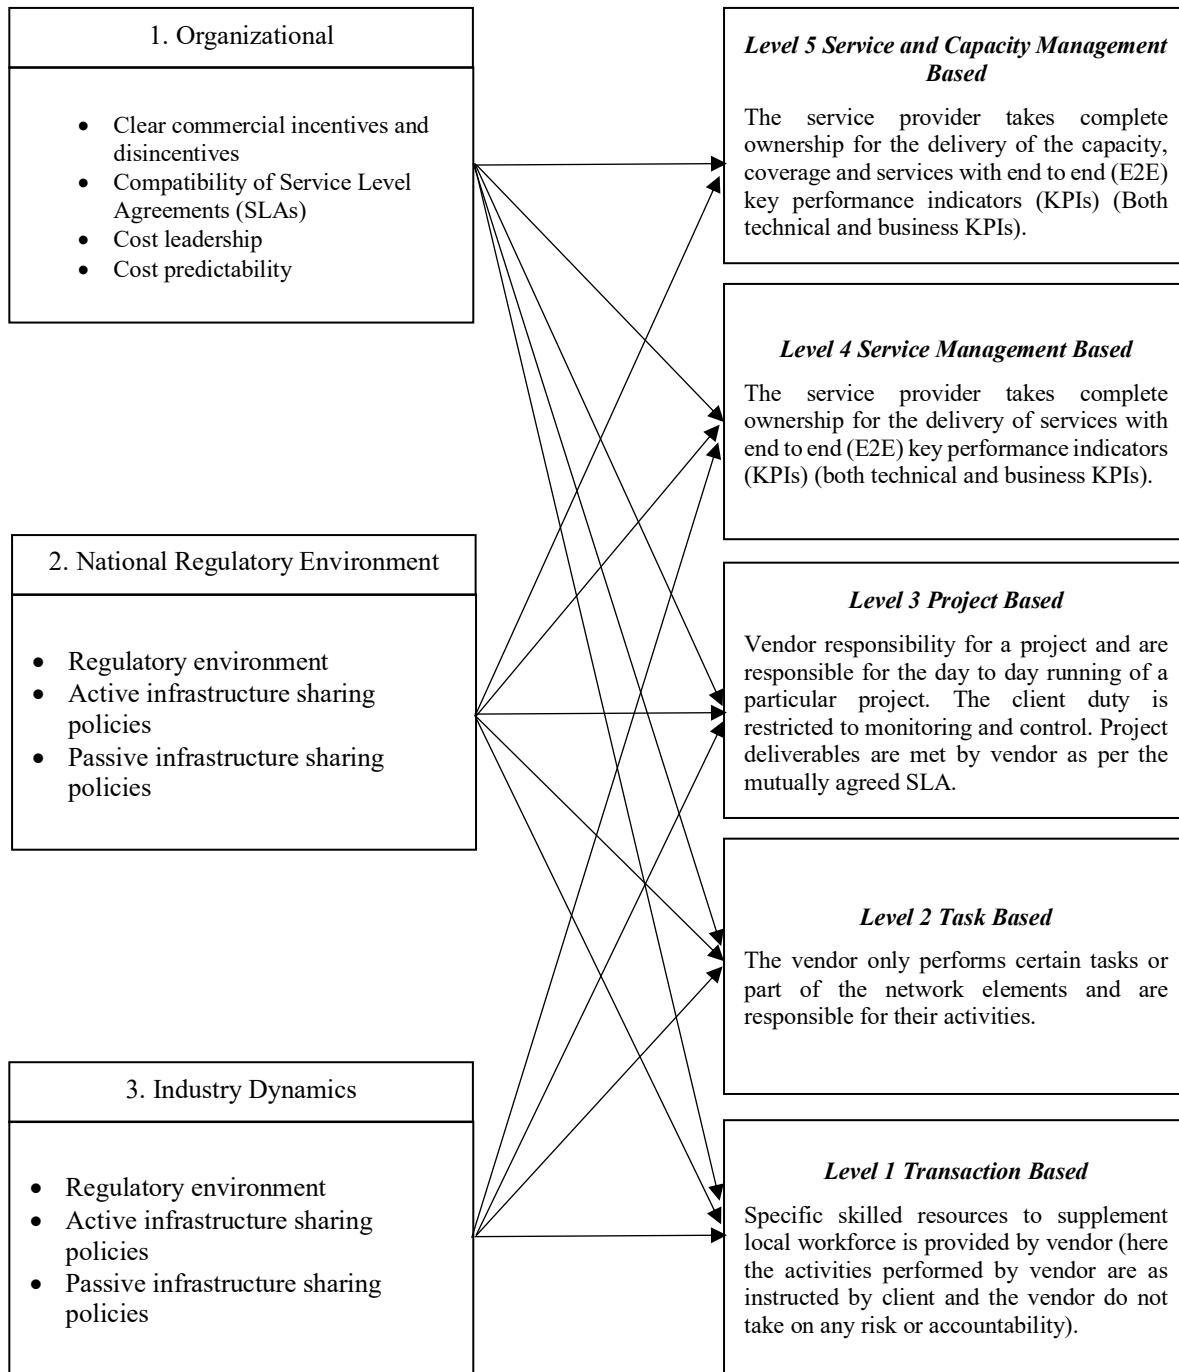 1. Organizational
• Clear commercial incentives and
disincentives
• Compatibility of Service Level
Agreements (SLAs)
• Cost leadership
• Cost predictability
2. National Regulatory Environment
• Regulatory environment
• Active infrastructure sharing
policies
• Passive infrastructure sharing
policies
3. Industry Dynamics
• Regulatory environment
• Active infrastructure sharing
policies
• Passive infrastructure sharing
policies
Level 5 Service and Capacity Management
Based
The service provider takes complete
ownership for the delivery of the capacity,
coverage and services with end to end (E2E)
key performance indicators (KPIs) (Both
technical and business KPIs).
Level 4 Service Management Based
The service provider takes complete
ownership for the delivery of services with
end to end (E2E) key performance indicators
(KPIs) (both technical and business KPIs).
Level 3 Project Based
Vendor responsibility for a project and are
responsible for the day to day running of a
particular project. The client duty is
restricted to monitoring and control. Project
deliverables are met by vendor as per the
mutually agreed SLA.
Level 2 Task Based
The vendor only performs certain tasks or
part of the network elements and are
responsible for their activities.
Level 1 Transaction Based
Specific skilled resources to supplement
local workforce is provided by vendor (here
the activities performed by vendor are as
instructed by client and the vendor do not
take on any risk or accountability).